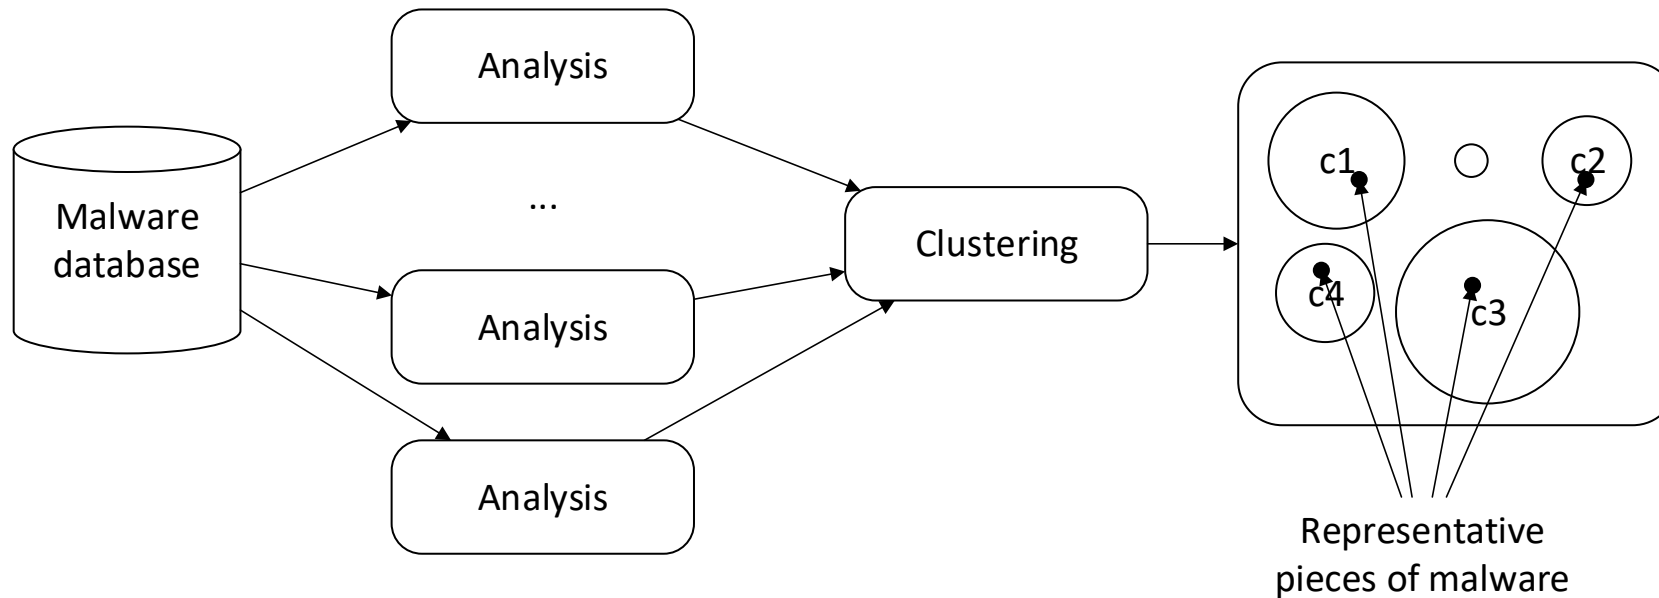 Malware
database
Analysis
...
Analysis
Analysis
Clustering
c1
c2
c4
c3
Representative
pieces of malware